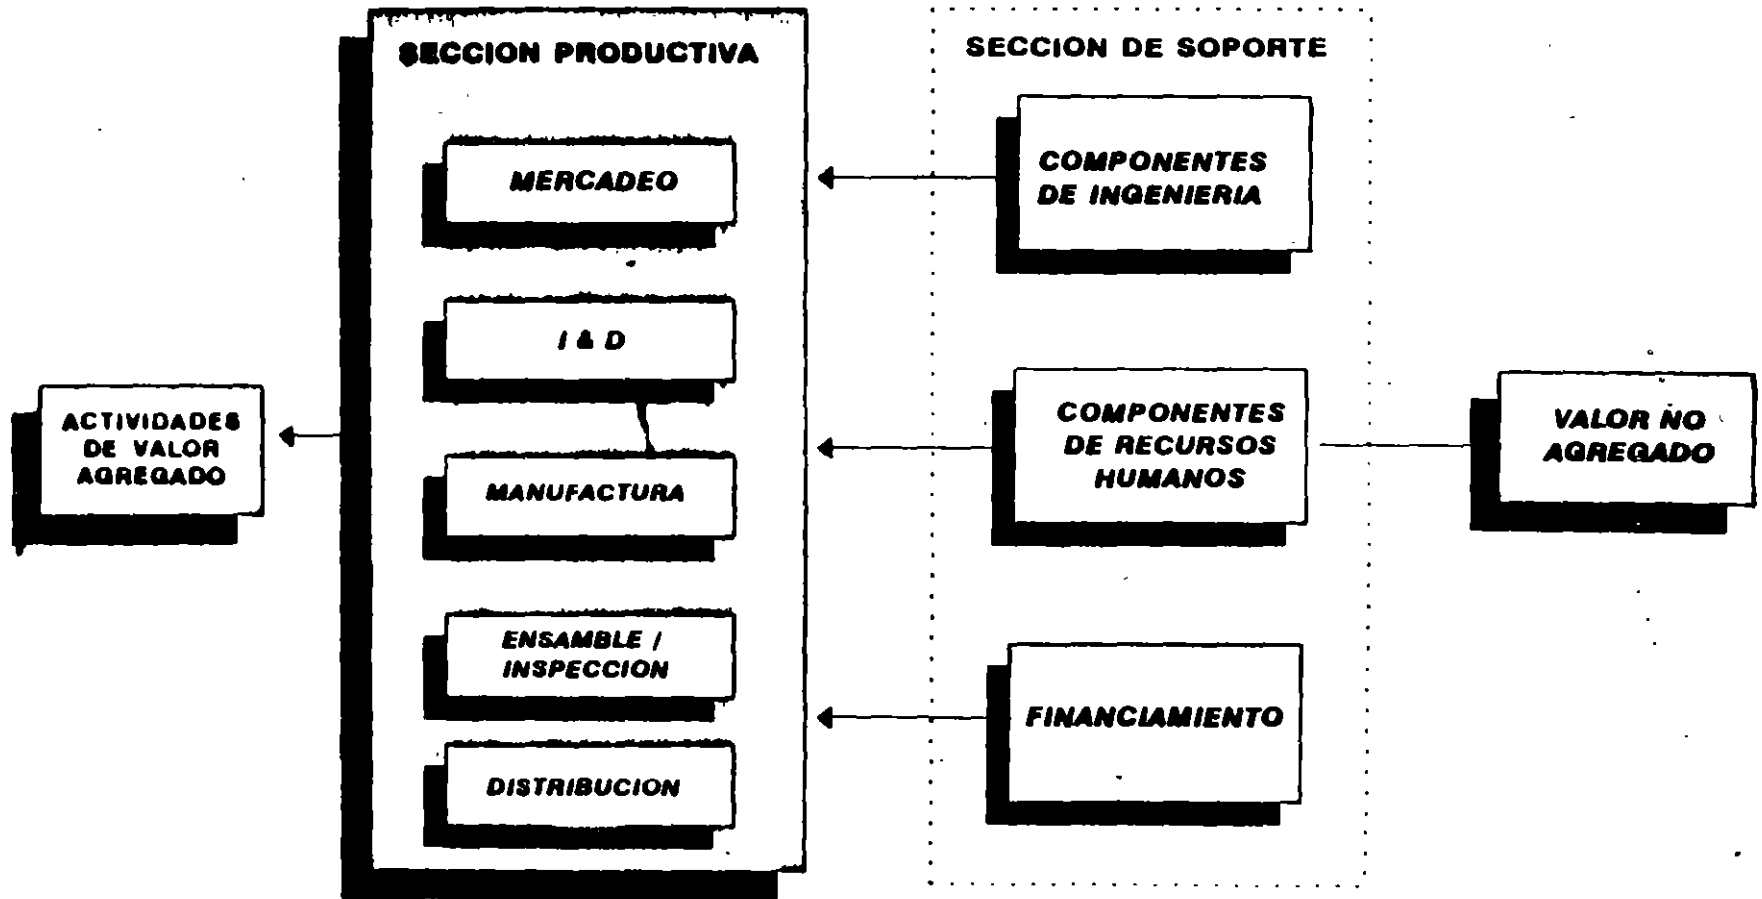 SECCION PRODUCTIVA
MERCADEO
I & D
MANUFACTURA
ENSAMBLE /
INSPECCION
DISTRIBUCION
SECCION DE SOPORTE
COMPONENTES
DE INGENIERIA
COMPONENTES
DE RECURSOS
HUMANOS
FINANCIAMIENTO
ACTIVIDADES
DE VALOR
AGREGADO
VALOR NO
AGREGADO